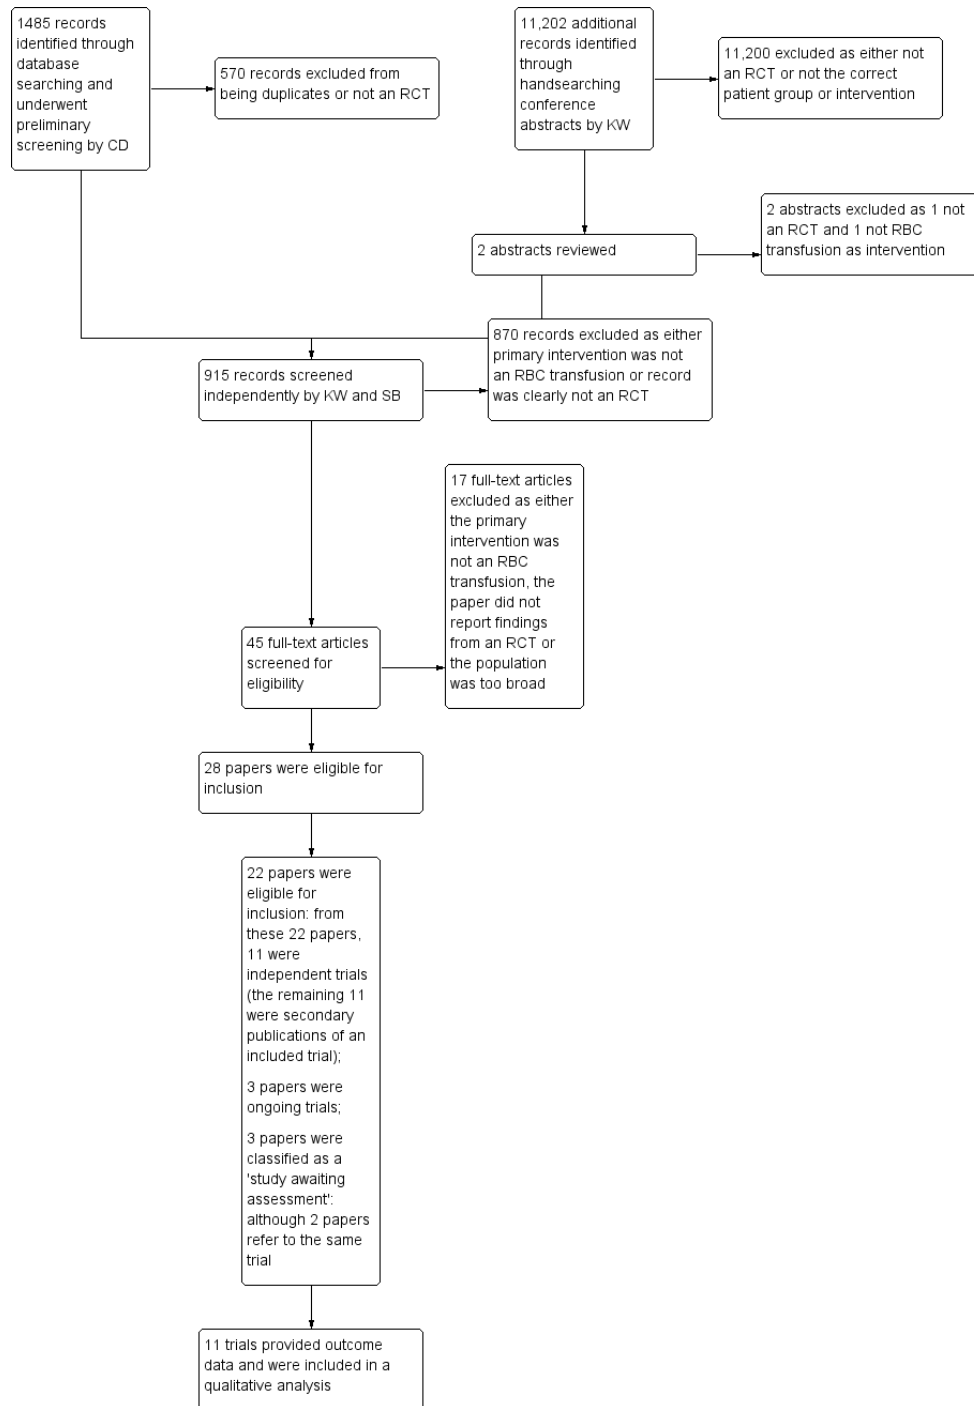 1485 records
identified through
database
searching and
underwent
preliminary
screening by CD
570 records excluded from
being duplicates or not an RCT
11,202 additional
records identified
through
handsearching
conference
abstracts by KW
11,200 excluded as either not
an RCT or not the correct
patient group or intervention
2 abstracts reviewed
2 abstracts excluded as 1 not
an RCT and 1 not RBC
transfusion as intervention
915 records screened
independently by KW and SB
870 records excluded as either
primary intervention was not
an RBC transfusion or record
was clearly not an RCT
45 full-text articles
screened for
eligibility
17 full-text articles
excluded as either
the primary
intervention was
not an RBC
transfusion, the
paper did not
report findings
from an RCT or
the population
was too broad
28 papers were eligible for
inclusion
22 papers were
eligible for
inclusion: from
these 22 papers,
11 were
independent trials
(the remaining 11
were secondary
publications of an
included trial);
3 papers were
ongoing trials;
3 papers were
classified as a
'study awaiting
assessment':
although 2 papers
refer to the same
trial
11 trials provided outcome
data and were included in a
qualitative analysis